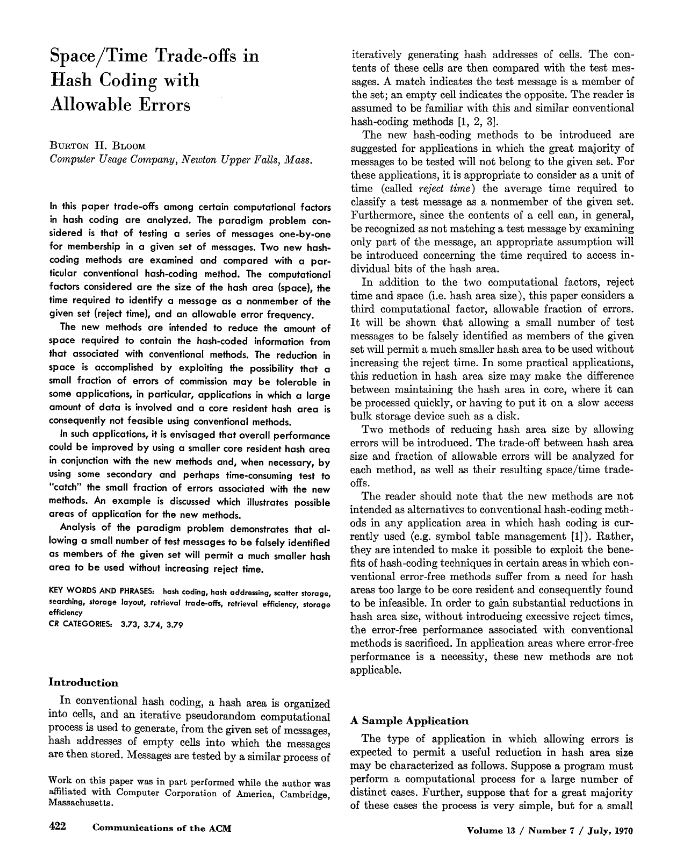 Space/Time Trade-offs in
Hash Coding with
Allowable Errors
BURTON H. BLOOM
Computer Usage Company, Newton Upper Falls, Mass.
In this paper trade-offs among certain computational factors
in hash coding are analyzed. The paradigm problem con-
sidered is that of testing a series of messages one-by-one
for membership in a given set of messages. Two new hash-
coding methods are examined and compared with a par-
ticular conventional hash-coding method. The computational
factors considered are the size of the hash area (space), the
time required to identify a message as a nonmember of the
given set (reject time), and an allowable error frequency.
The new methods are intended to reduce the amount of
space required to contain the hash-coded information from
that associated with conventional methods. The reduction in
space is accomplished by exploiting the possibility that a
small fraction of errors of commission may be tolerable in
some applications, in particular, applications in which a large
amount of data is involved and a core resident hash area is
consequently not feasible using conventional methods.
In such applications, it is envisaged that overall performance
could be improved by using a smaller core resident hash area
in conjunction with the new methods and, when necessary, by
using some secondary and perhaps time-consuming test to
"catch" the small fraction of errors associated with the new
methods. An example is discussed which illustrates possible
areas of application for the new methods.
Analysis of the paradigm problem demonstrates that al-
lowing a small number of test messages to be falsely identified
as members of the given set will permit a much smaller hash
area to be used without increasing reject time.
KEY WORDS AND PHRASES: hash coding, hash addressing, scatter storage,
searching, storage layout, retrieval trade-offs, retrieval efficiency, storage
efficiency
CR CATEGORIES: 3.73, 3.74, 3.79
Introduction
In conventional hash coding, a hash area is organized
into cells, and an iterative pseudorandom computational
process is used to generate, from the given set of messages,
hash addresses of empty cells into which the messages
are then stored. Messages are tested by a similar process of
Work on this paper was in part performed while the author was
affiliated with Computer Corporation of America, Cambridge,
Massachusetts.
iteratively generating hash addresses of cells. The con-
tents of these cells are then compared with the test mes-
sages. A match indicates the test message is a member of
the set; an empty cell indicates the opposite. The reader is
assumed to be familiar with this and similar conventional
hash-coding methods [1, 2, 3].
The new hash-coding methods to be introduced are
suggested for applications in which the great majority of
messages to be tested will not belong to the given set. For
these applications, it is appropriate to consider as a unit of
time (called reject time) the average time required to
classify a test message as a nonmember of the given set.
Furthermore, since the contents of a cell can, in general,
be recognized as not matching a test message by examining
only part of the message, an appropriate assumption will
be introduced concerning the time required to access in-
dividual bits of the hash area.
In addition to the two computational factors, reject
time and space (i.e. hash area size), this paper considers a
third computational factor, allowable fraction of errors.
It will be shown that allowing a small number of test
messages to be falsely identified as members of the given
set will permit a much smaller hash area to be used without
increasing the reject time. In some practical applications,
this reduction in hash area size may make the difference
between maintaining the hash area in core, where it can
be processed quickly, or having to put it on a slow access
bulk storage device such as a disk.
Two methods of reducing hash area size by allowing
errors will be introduced. The trade-off between hash area
size and fraction of allowable errors will be analyzed for
each method, as well as their resulting space/time trade-
offs.
The reader should note that the new methods are not
intended as alternatives to conventional hash-coding meth-
ods in any application area in which hash coding is cur-
rently used (e.g. symbol table management [1]). Rather,
they are intended to make it possible to exploit the bene-
fits of hash-coding techniques in certain areas in which con-
ventional error-free methods suffer from a need for hash
areas too large to be core resident and consequently found
to be infeasible. In order to gain substantial reductions in
hash area size, without introducing excessive reject times,
the error-free performance associated with conventional
methods is sacrificed. In application areas where error-free
performance is a necessity, these new methods are not
applicable.
A Sample Application
The type of application in which allowing errors is
expected to permit a useful reduction in hash area size
may be characterized as follows. Suppose a program must
perform a computational process for a large number of
distinct cases. Further, suppose that for a great majority
of these cases the process is very simple, but for a small
422 Communications of the ACM
Volume 13 / Number 7 / July, 1970